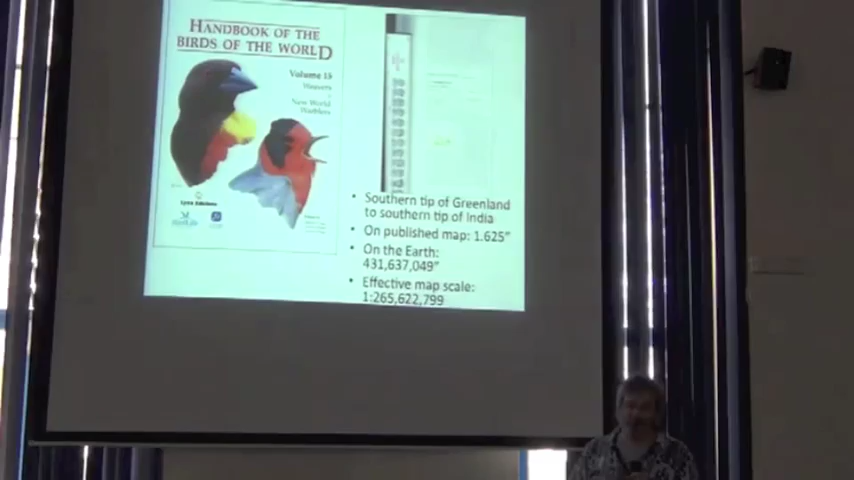 HANDBOOK OF THE
BIRDS OF THE WORLD
Volume 15
Weavers
to
New World
Warblers
Lynx Edicions
• Southern tip of Greenland
to southern tip of India
• On published map: 1.625"
• On the Earth:
431,637,049"
• Effective map scale:
1:265,622,799